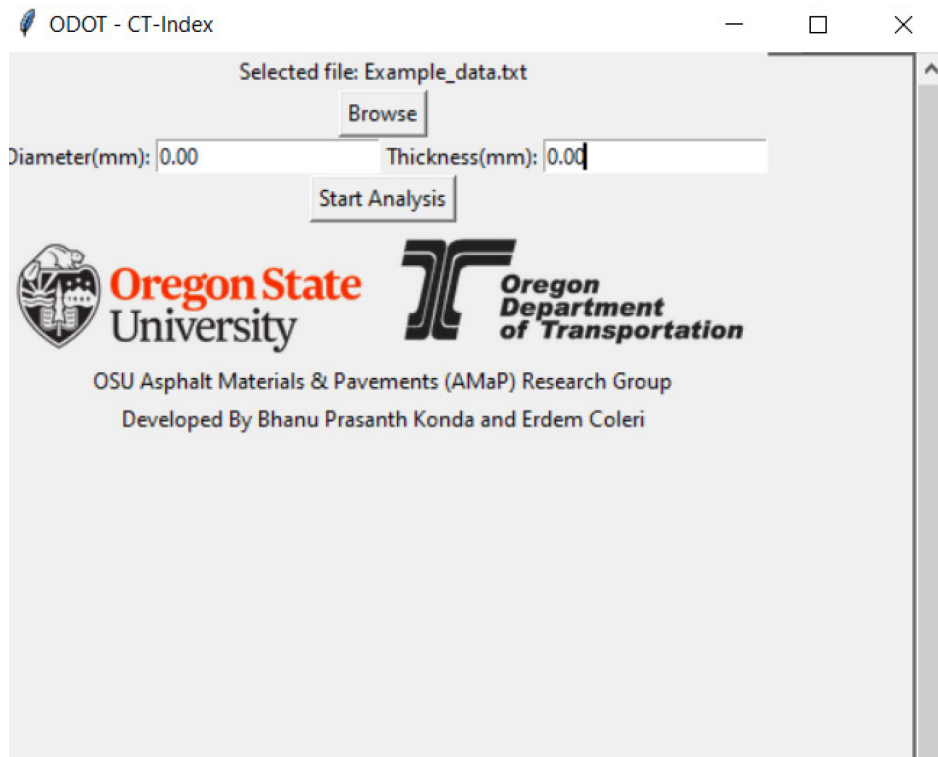 ODOT - CT-Index
Selected file: Example_data.txt
Browse
Diameter(mm): 0.00 Thickness(mm): 0.00
Start Analysis
Oregon State
University
Oregon
Department
of Transportation
OSU Asphalt Materials & Pavements (AMaP) Research Group
Developed By Bhanu Prasanth Konda and Erdem Coleri